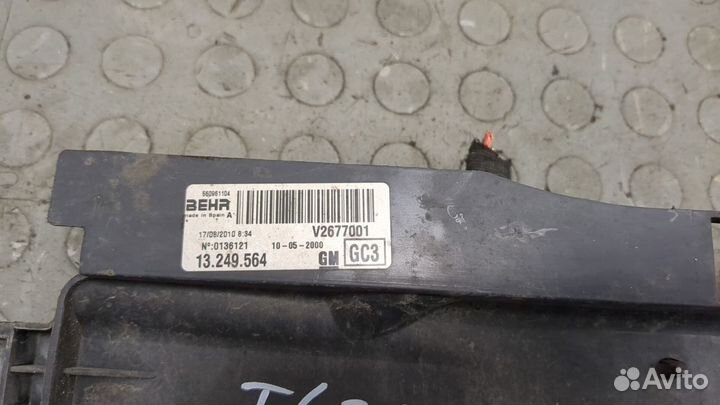 560961104
BEHR
made in Spain A
17/08/2010 8:34 V2677001
Nº:0136121 10-05-2000
13.249.564 GM GC3
Avito